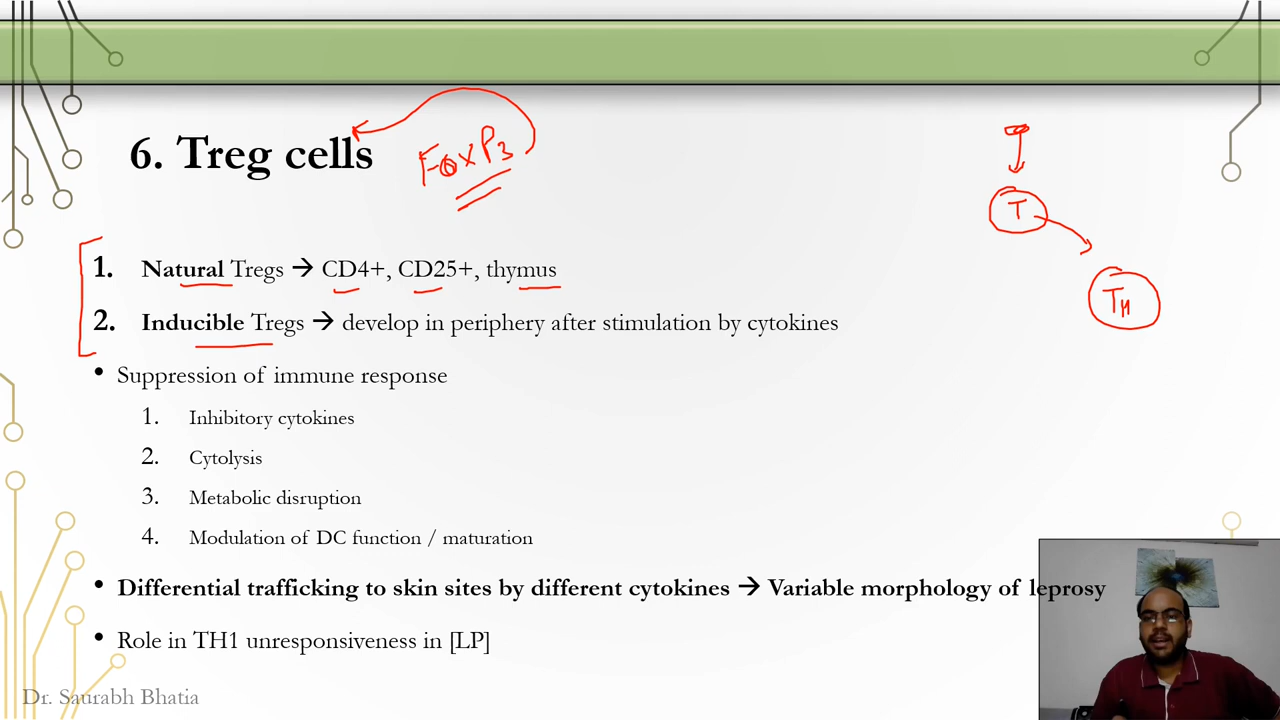 6. Treg cells
FoxP3
T
TH
1. Natural Tregs → CD4+, CD25+, thymus
2. Inducible Tregs → develop in periphery after stimulation by cytokines
• Suppression of immune response
1. Inhibitory cytokines
2. Cytolysis
3. Metabolic disruption
4. Modulation of DC function / maturation
• Differential trafficking to skin sites by different cytokines → Variable morphology of leprosy
• Role in TH1 unresponsiveness in [LP]
Dr. Saurabh Bhatia